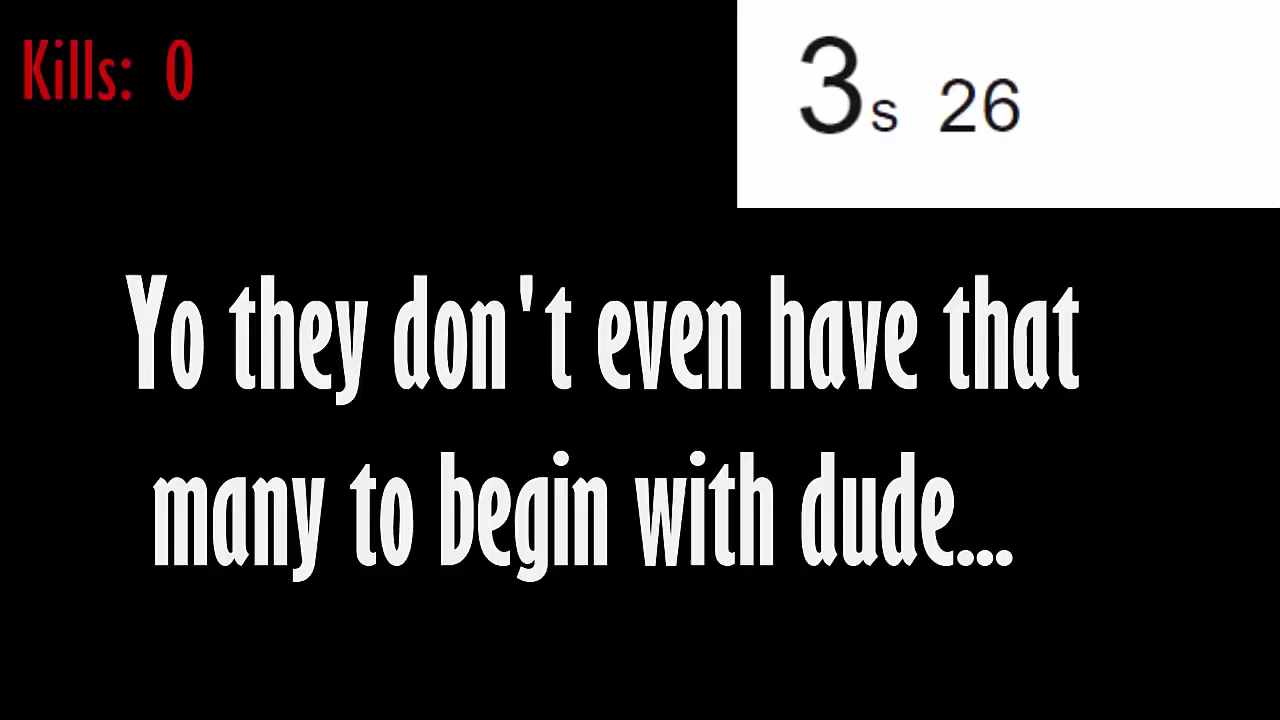 Kills: 0
3s 26
Yo they don't even have that
many to begin with dude...